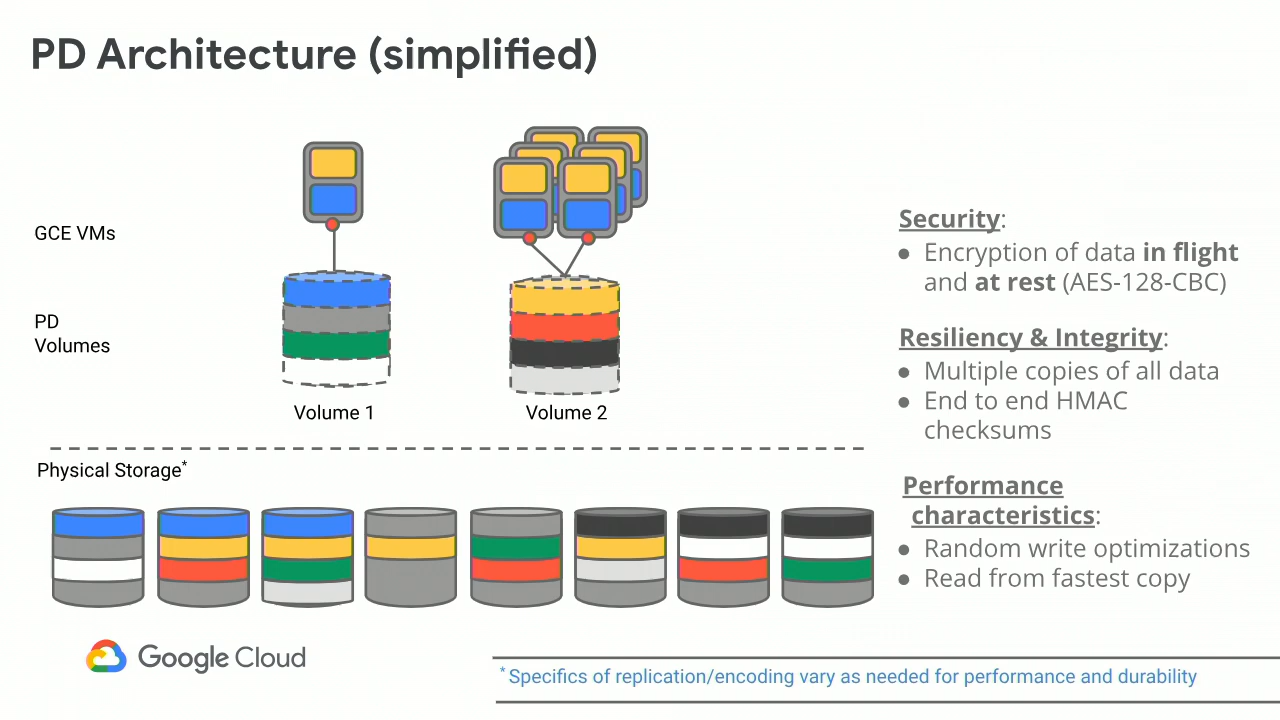 PD Architecture (simplified)
GCE VMs
PD
Volumes
Volume 1
Volume 2
Physical Storage*
Security:
● Encryption of data in flight
and at rest (AES-128-CBC)
Resiliency & Integrity:
● Multiple copies of all data
● End to end HMAC
checksums
Performance
characteristics:
● Random write optimizations
● Read from fastest copy
Google Cloud
* Specifics of replication/encoding vary as needed for performance and durability